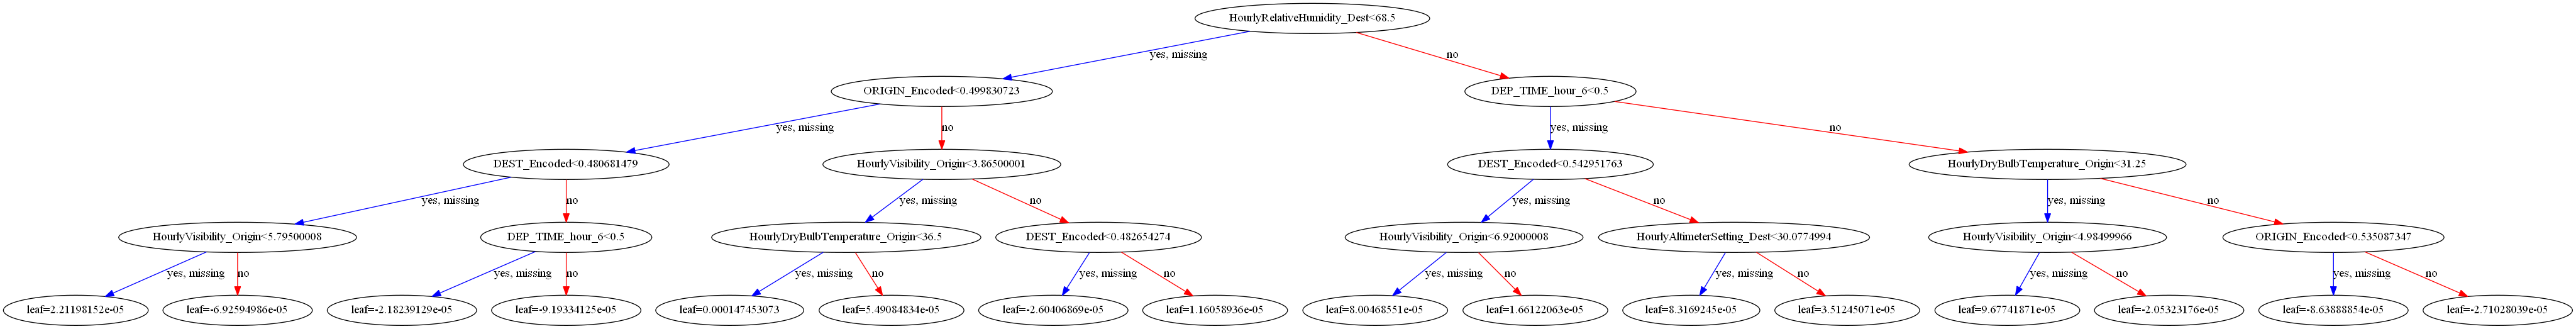 HourlyRelativeHumidity_Dest<68.5
yes, missing
no
ORIGIN_Encoded<0.499830723
DEP_TIME_hour_6<0.5
yes, missing
no
yes, missing
no
DEST_Encoded<0.480681479
HourlyVisibility_Origin<3.86500001
DEST_Encoded<0.542951763
HourlyDryBulbTemperature_Origin<31.25
yes, missing
no
yes, missing
no
yes, missing
no
yes, missing
no
HourlyVisibility_Origin<5.79500008
DEP_TIME_hour_6<0.5
HourlyDryBulbTemperature_Origin<36.5
DEST_Encoded<0.482654274
HourlyVisibility_Origin<6.92000008
HourlyAltimeterSetting_Dest<30.0774994
HourlyVisibility_Origin<4.98499966
ORIGIN_Encoded<0.535087347
yes, missing
no
yes, missing
no
yes, missing
no
yes, missing
no
yes, missing
no
yes, missing
no
yes, missing
no
yes, missing
no
leaf=2.21198152e-05
leaf=-6.92594986e-05
leaf=-2.18239129e-05
leaf=-9.19334125e-05
leaf=0.000147453073
leaf=5.49084834e-05
leaf=-2.60406869e-05
leaf=1.16058936e-05
leaf=8.00468551e-05
leaf=1.66122063e-05
leaf=8.3169245e-05
leaf=3.51245071e-05
leaf=9.67741871e-05
leaf=-2.05323176e-05
leaf=-8.63888854e-05
leaf=-2.71028039e-05